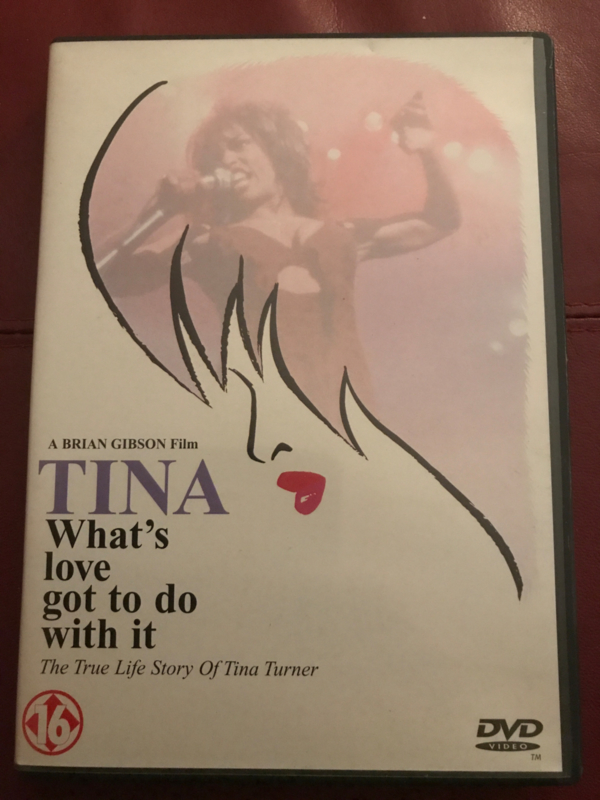 A BRIAN GIBSON Film
TINA
What's
love
got to do
with it
The True Life Story Of Tina Turner
16
DVD
VIDEO
TM